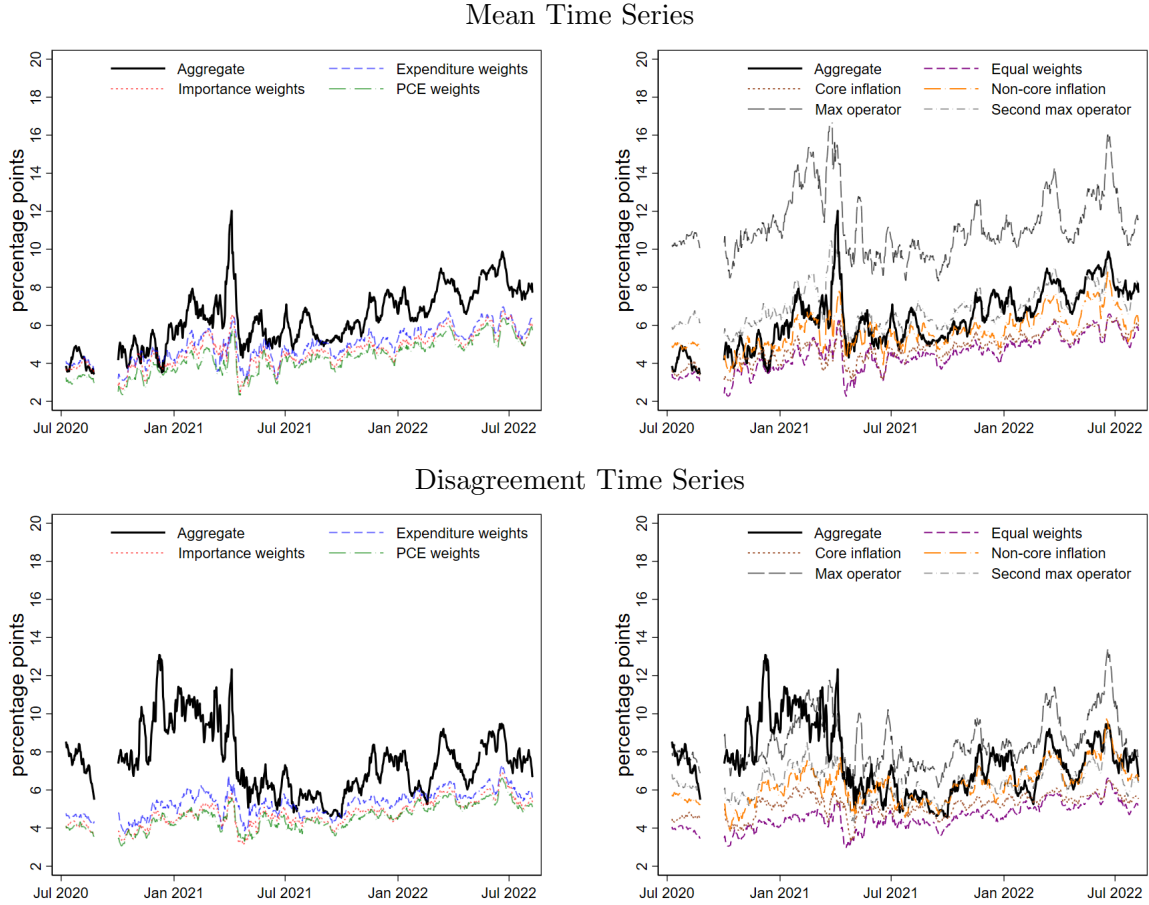 Mean Time Series
percentage points
20
18
16
14
12
10
8
6
4
2
Aggregate
Expenditure weights
Importance weights
PCE weights
Jul 2020
Jan 2021
Jul 2021
Jan 2022
Jul 2022
percentage points
20
18
16
14
12
10
8
6
4
2
Aggregate
Equal weights
Core inflation
Non-core inflation
Max operator
Second max operator
Jul 2020
Jan 2021
Jul 2021
Jan 2022
Jul 2022
Disagreement Time Series
percentage points
20
18
16
14
12
10
8
6
4
2
Aggregate
Expenditure weights
Importance weights
PCE weights
Jul 2020
Jan 2021
Jul 2021
Jan 2022
Jul 2022
percentage points
20
18
16
14
12
10
8
6
4
2
Aggregate
Equal weights
Core inflation
Non-core inflation
Max operator
Second max operator
Jul 2020
Jan 2021
Jul 2021
Jan 2022
Jul 2022